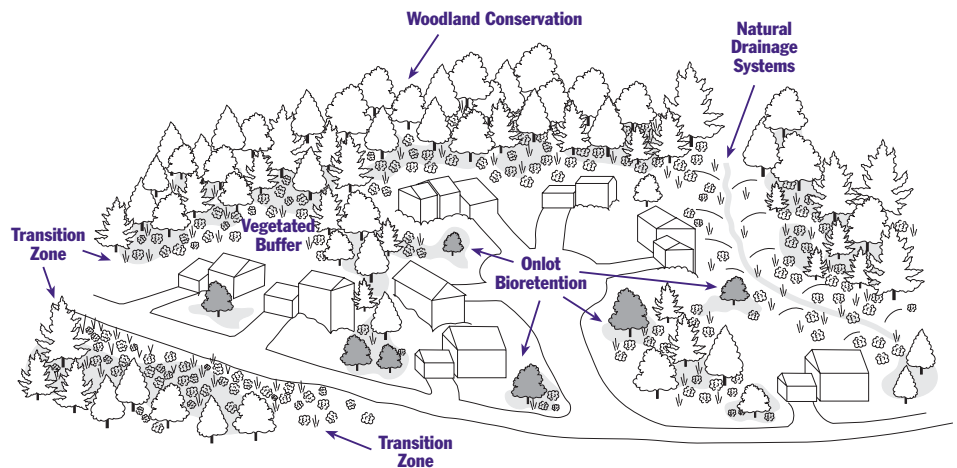 Woodland Conservation
Natural
Drainage
Systems
Vegetated
Buffer
Transition
Zone
Onlot
Bioretention
Transition
Zone